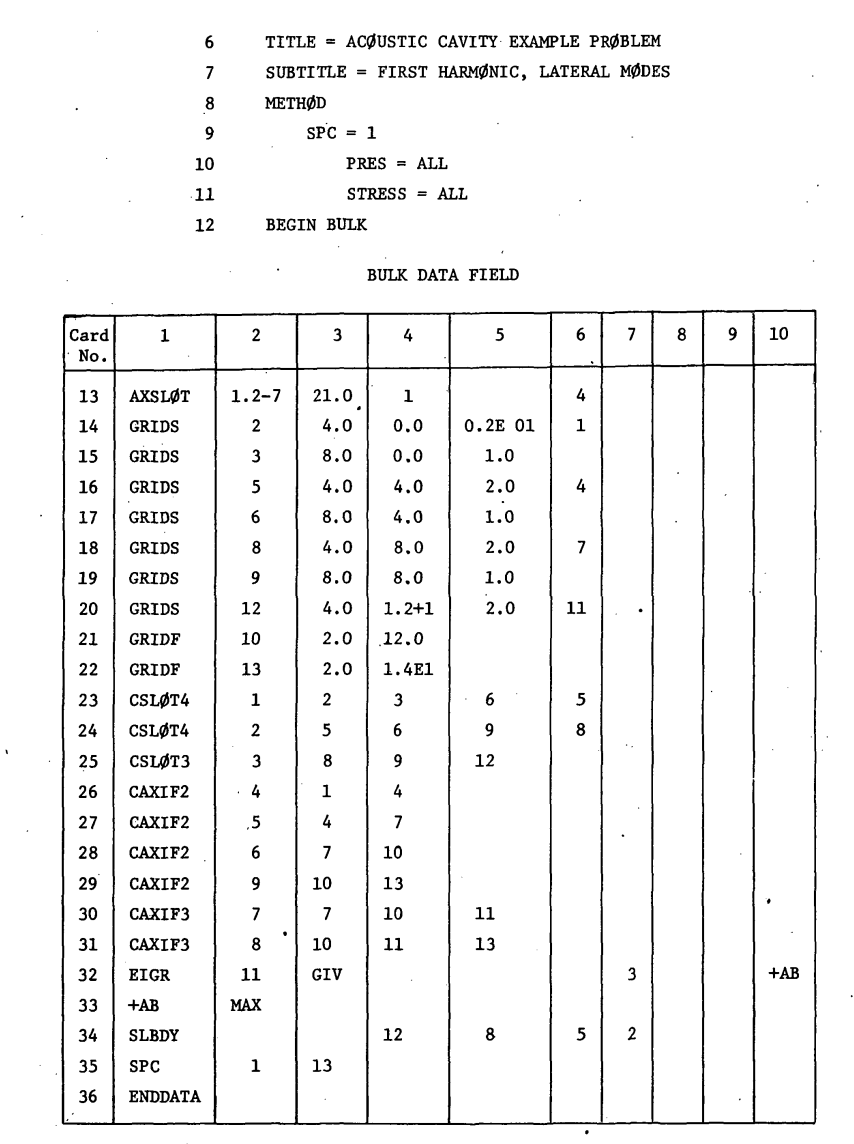 6 TITLE = ACØUSTIC CAVITY EXAMPLE PRØBLEM
7 SUBTITLE = FIRST HARMØNIC, LATERAL MØDES
8 METHØD
9 SPC = 1
10 PRES = ALL
11 STRESS = ALL
12 BEGIN BULK
BULK DATA FIELD
Card No. 1 2 3 4 5 6 7 8 9 10
13 AXSLØT 1.2-7 21.0 1 4
14 GRIDS 2 4.0 0.0 0.2E 01 1
15 GRIDS 3 8.0 0.0 1.0
16 GRIDS 5 4.0 4.0 2.0 4
17 GRIDS 6 8.0 4.0 1.0
18 GRIDS 8 4.0 8.0 2.0 7
19 GRIDS 9 8.0 8.0 1.0
20 GRIDS 12 4.0 1.2+1 2.0 11
21 GRIDF 10 2.0 12.0
22 GRIDF 13 2.0 1.4E1
23 CSLØT4 1 2 3 6 5
24 CSLØT4 2 5 6 9 8
25 CSLØT3 3 8 9 12
26 CAXIF2 4 1 4
27 CAXIF2 5 4 7
28 CAXIF2 6 7 10
29 CAXIF2 9 10 13
30 CAXIF3 7 7 10 11
31 CAXIF3 8 10 11 13
32 EIGR 11 GIV 3 +AB
33 +AB MAX
34 SLBDY 12 8 5 2
35 SPC 1 13
36 ENDDATA